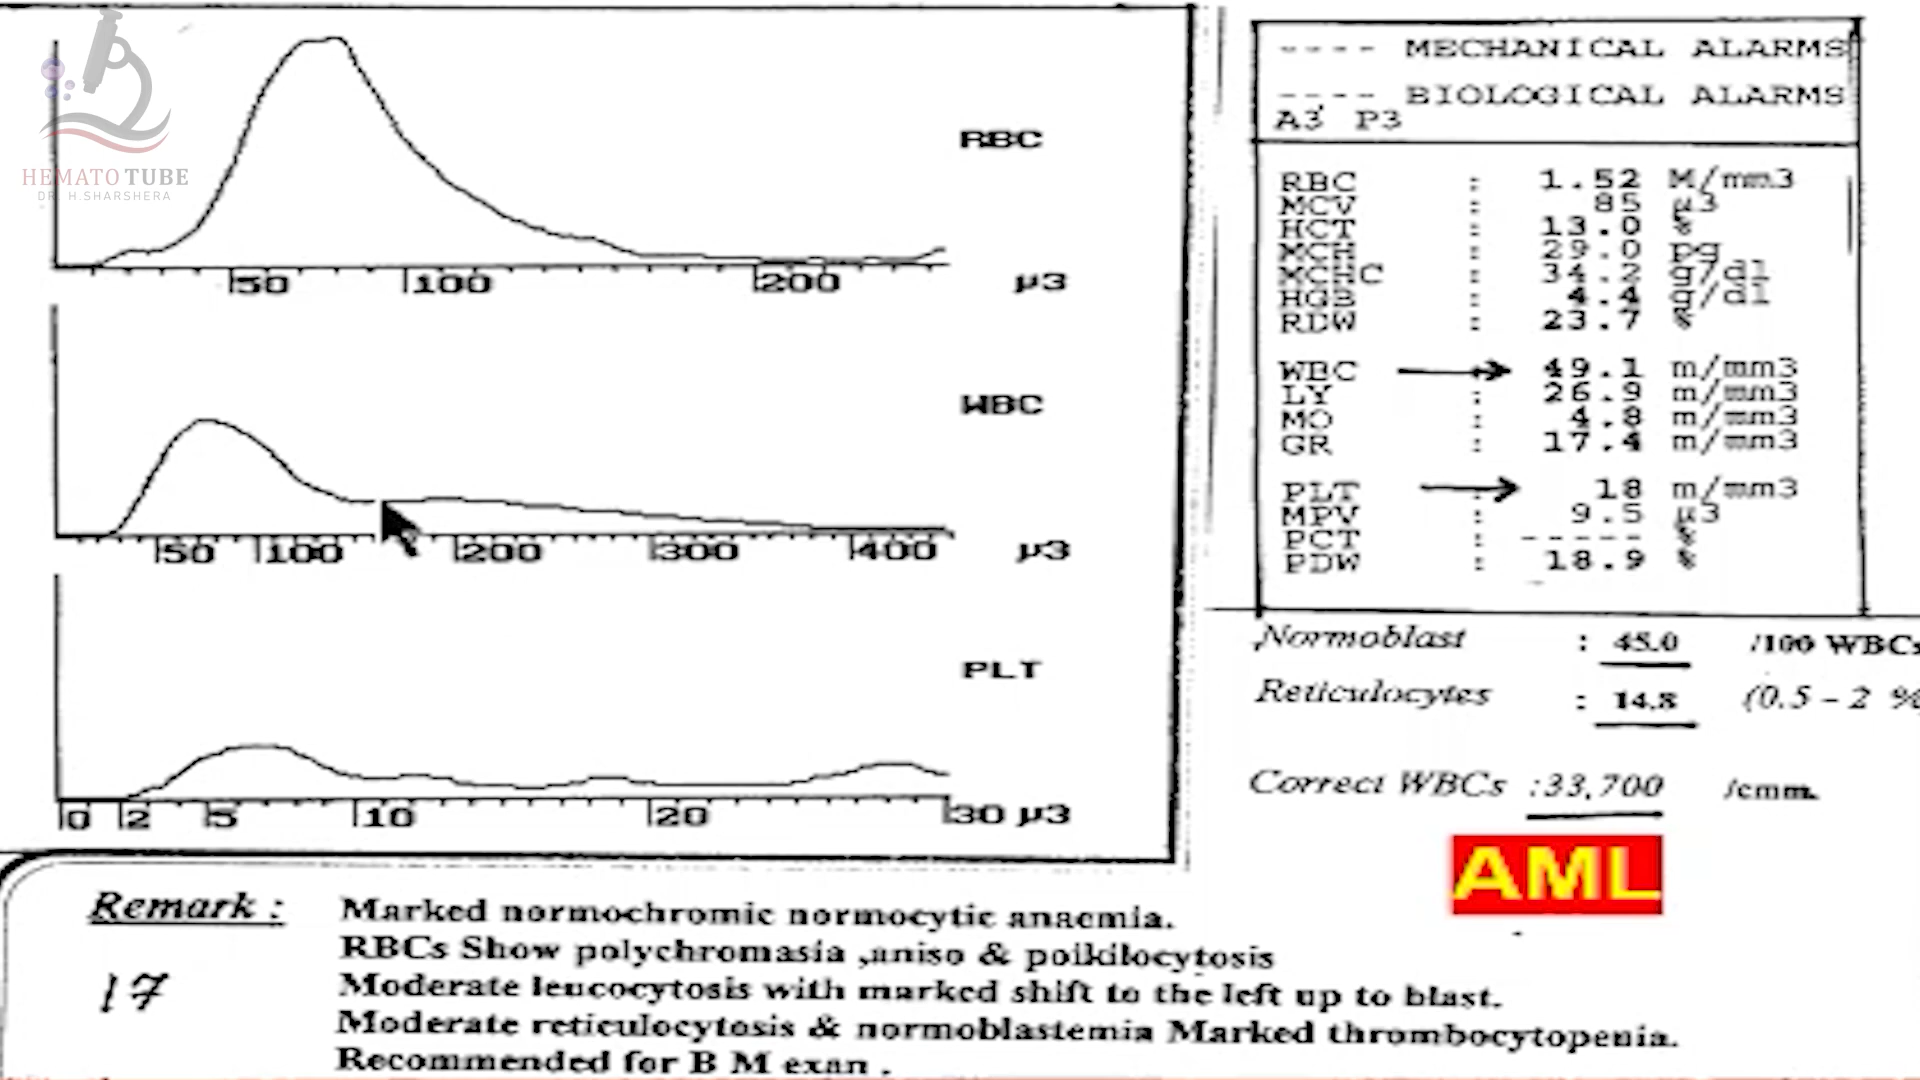 HEMATO TUBE
DR. H.SHARSHERA
RBC
50 100 200 µ3
WBC
50 100 200 300 400 µ3
PLT
0 2 5 10 20 30 µ3
---- MECHANICAL ALARMS
---- BIOLOGICAL ALARMS
A3 P3
RBC : 1.52 M/mm3
MCV : 85 µ3
HCT : 13.0 %
MCH : 29.0 pg
MCHC : 34.2 g/dl
HGB : 4.4 g/dl
RDW : 23.7 %
WBC : 49.1 m/mm3
LY : 26.9 m/mm3
MO : 4.8 m/mm3
GR : 17.4 m/mm3
PLT : 18 m/mm3
MPV : 9.5 µ3
PCT : ----- %
PDW : 18.9 %
Normoblast : 45.0 /100 WBCs
Reticulocytes : 14.8 (0.5 - 2 %
Correct WBCs :33,700 /cmm.
AML
Remark : Marked normochromic normocytic anaemia.
RBCs Show polychromasia ,aniso & poikilocytosis
17 Moderate leucocytosis with marked shift to the left up to blast.
Moderate reticulocytosis & normoblastemia Marked thrombocytopenia.
Recommended for B M exan .